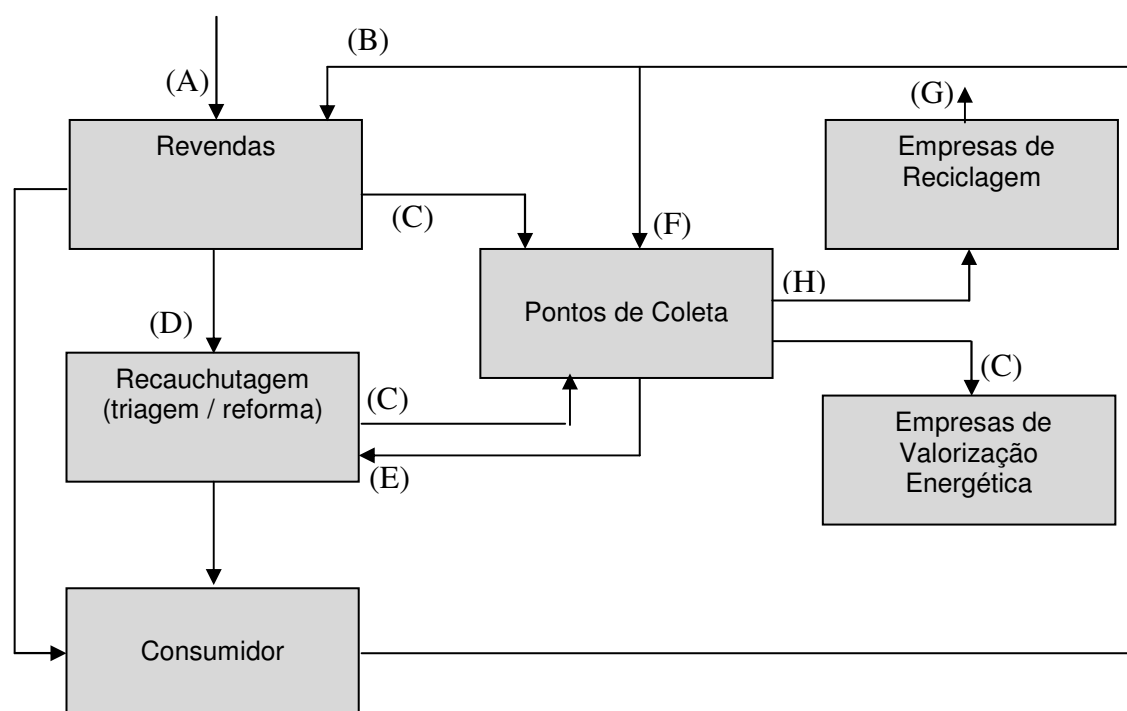 (B)
(A)
(G)
Revendas
Empresas de
Reciclagem
(C)
(F)
(H)
Pontos de Coleta
(D)
Recauchutagem
(triagem / reforma)
(C)
(C)
(E)
Empresas de
Valorização
Energética
Consumidor